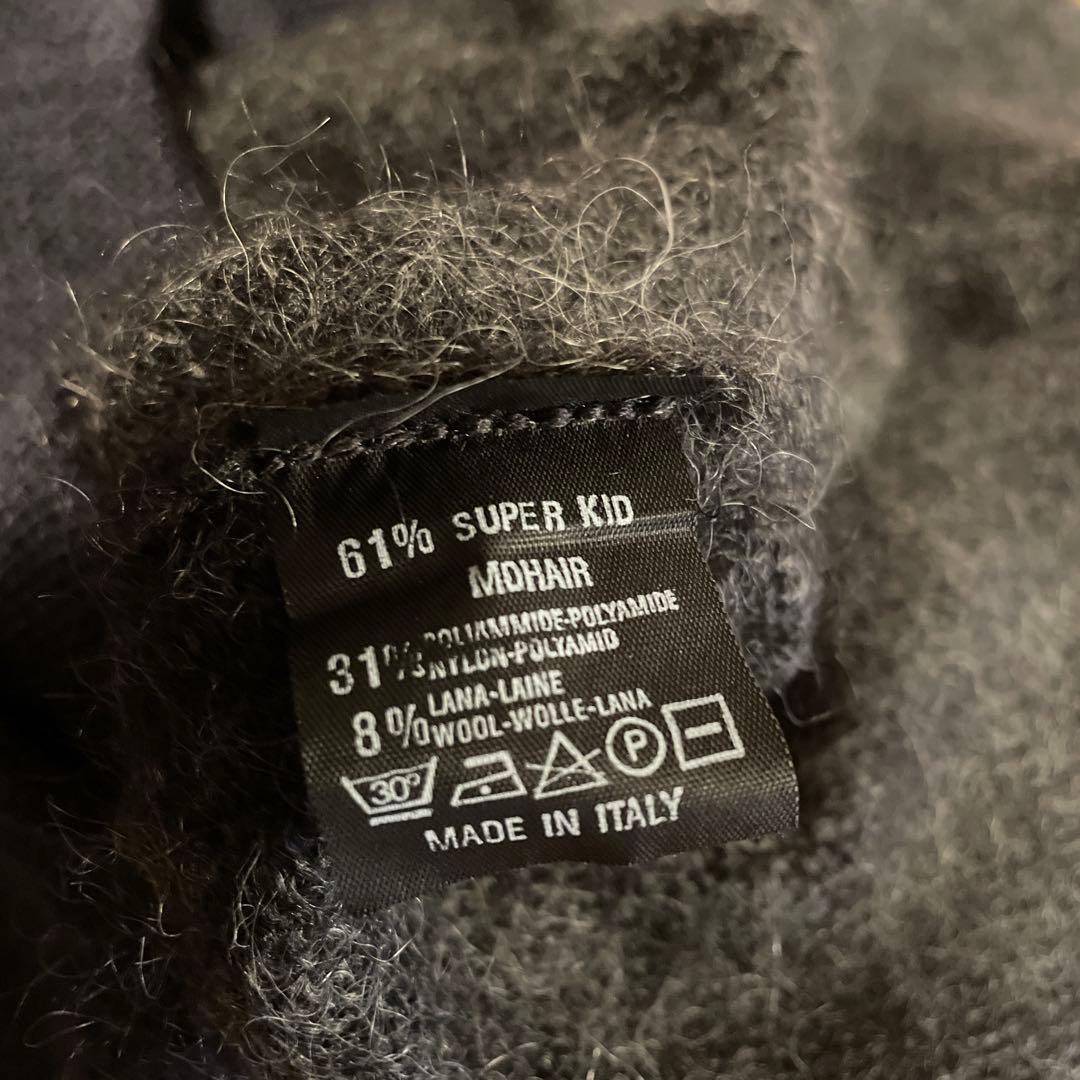 61% SUPER KID
MOHAIR
31% POLIAMMIDE-POLYAMIDE
NYLON-POLYAMID
8% LANA-LAINE
WOOL-WOLLE-LANA
30° P
MADE IN ITALY